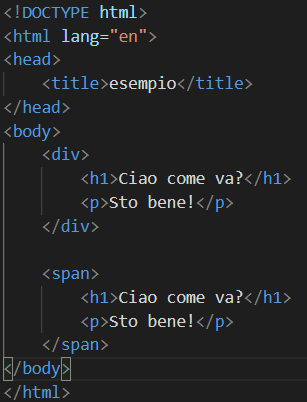 <!DOCTYPE html>
<html lang="en">
<head>
    <title>esempio</title>
</head>
<body>
    <div>
        <h1>Ciao come va?</h1>
        <p>Sto bene!</p>
    </div>

    <span>
        <h1>Ciao come va?</h1>
        <p>Sto bene!</p>
    </span>
</body>
</html>